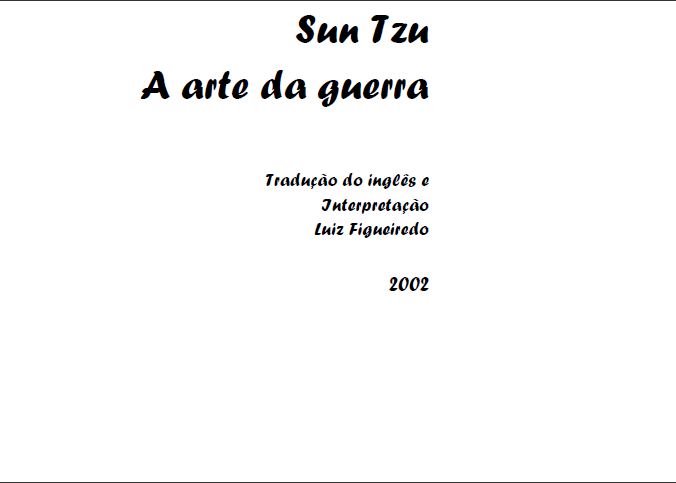 Sun Tzu
A arte da guerra
Tradução do inglês e
Interpretação
Luiz Figueiredo
2002